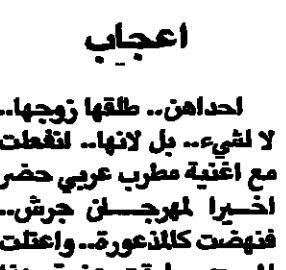 اعجاب
احداهن.. طلقها زوجها..
لا لشيء.. بل لانها.. انفعلت
مع اغنية مطرب عربي حضر
اخيرا لمهرجان جرش..
فنهضت كالمذعورة.. واعتلت